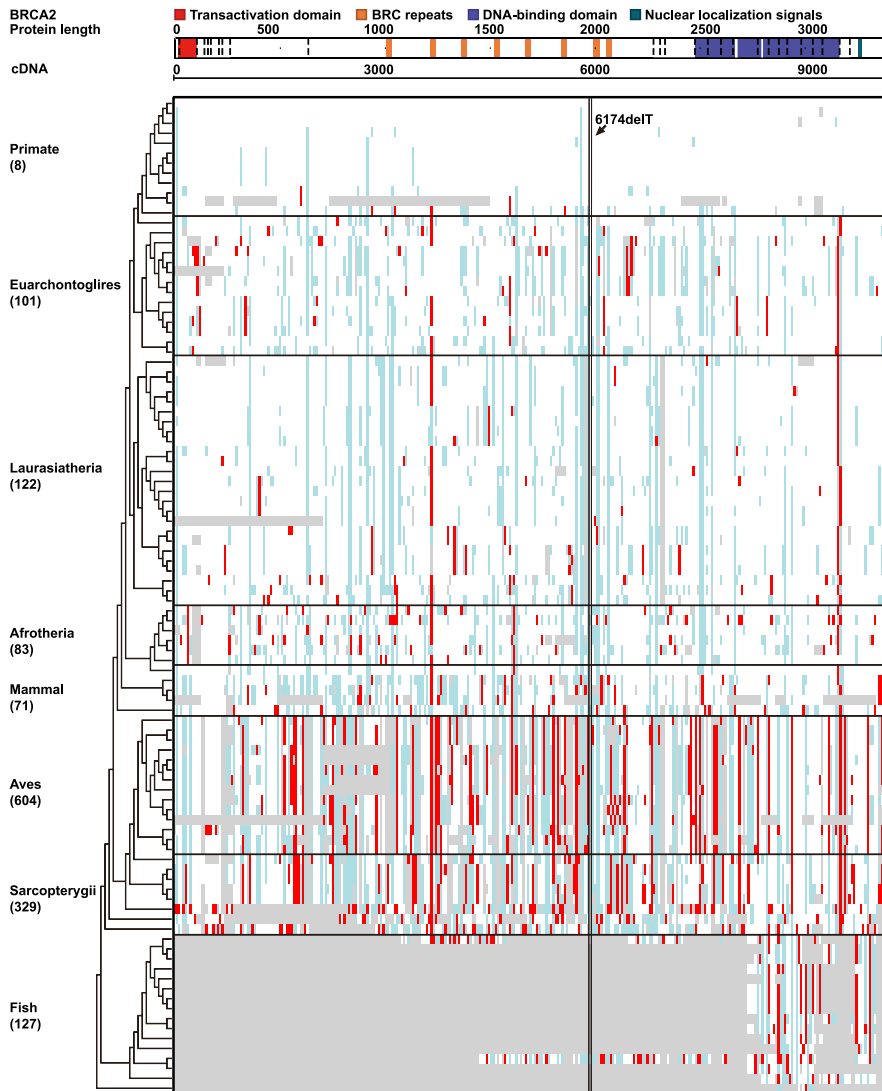 BRCA2 Transactivation domain BRC repeats DNA-binding domain Nuclear localization signals
Protein length 0 500 1000 1500 2000 2500 3000
cDNA 0 3000 6000 9000
6174delT
Primate
(8)
Euarchontoglires
(101)
Laurasiatheria
(122)
Afrotheria
(83)
Mammal
(71)
Aves
(604)
Sarcopterygii
(329)
Fish
(127)